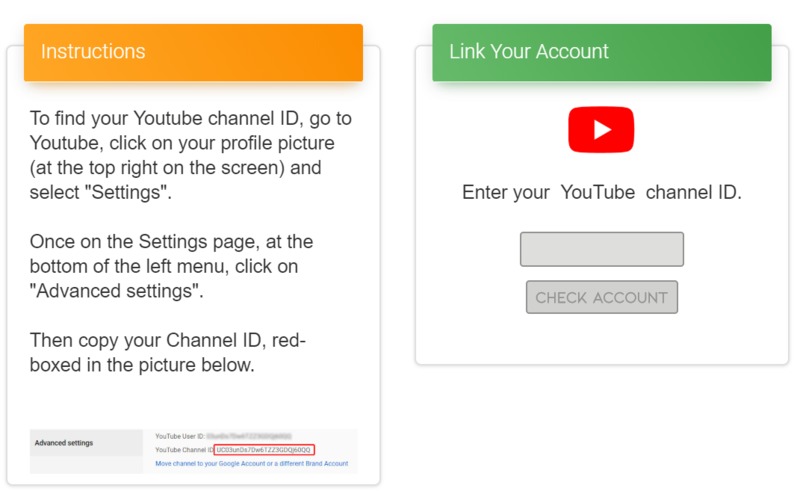 Instructions
To find your Youtube channel ID, go to
Youtube, click on your profile picture
(at the top right on the screen) and
select "Settings".
Once on the Settings page, at the
bottom of the left menu, click on
"Advanced settings".
Then copy your Channel ID, red-
boxed in the picture below.
Advanced settings
YouTube User ID:
YouTube Channel ID
Move channel to your Google Account or a different Brand Account
Link Your Account
Enter your YouTube channel ID.
CHECK ACCOUNT